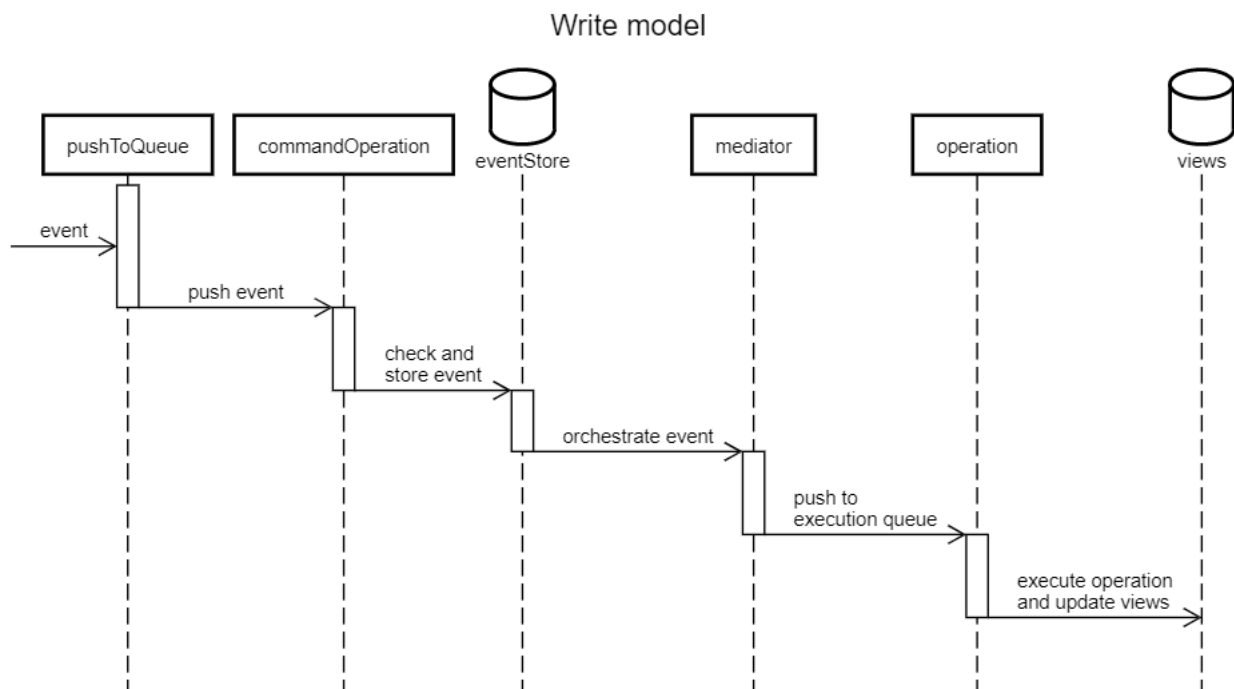 Write model
pushToQueue
commandOperation
eventStore
mediator
operation
views
event
push event
check and
store event
orchestrate event
push to
execution queue
execute operation
and update views